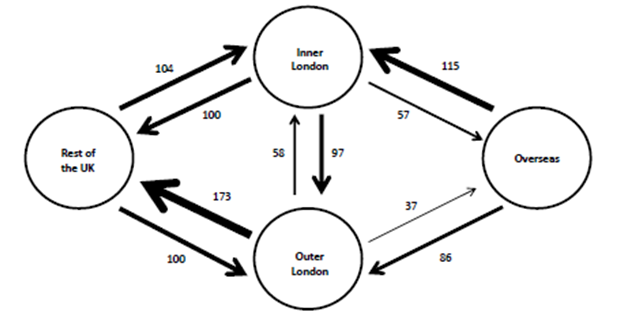 Inner
London
104
115
100
57
Rest of
the UK
58
97
Overseas
173
37
100
Outer
London
86